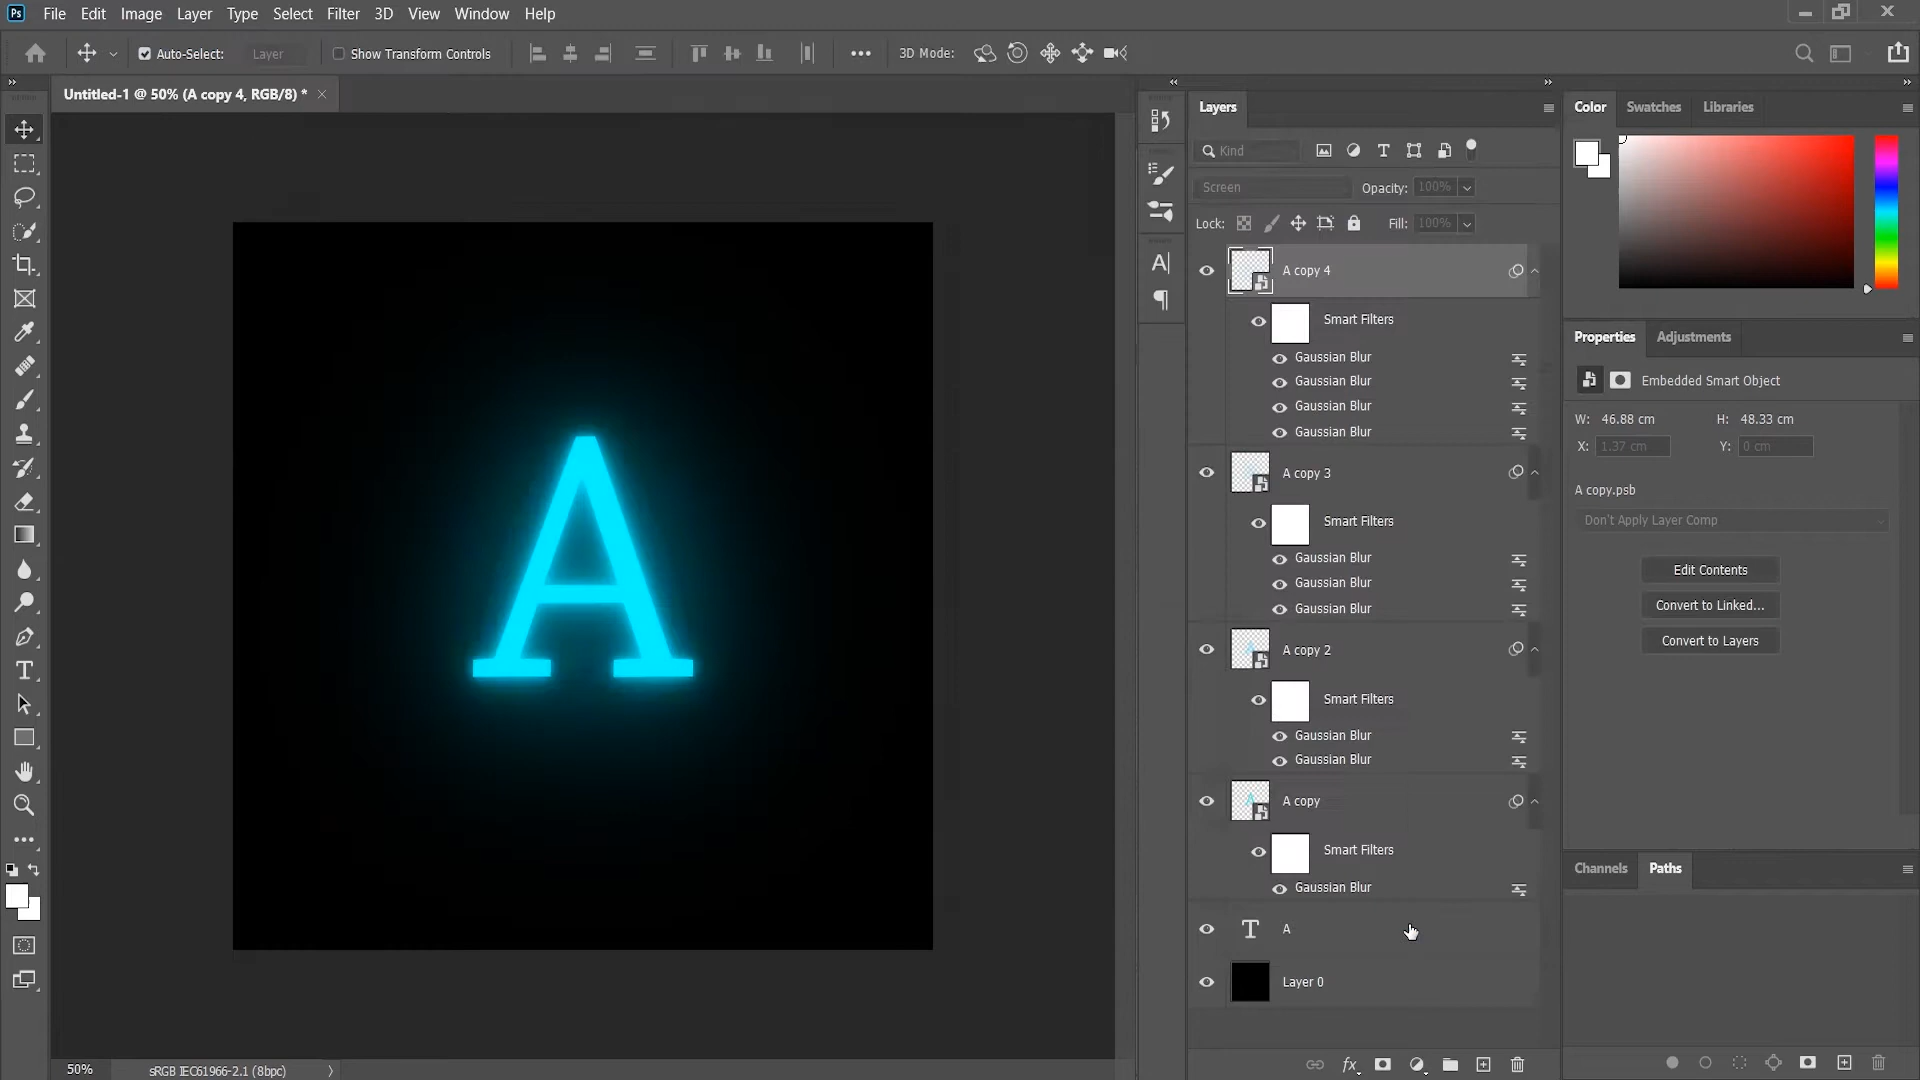 Ps File Edit Image Layer Type Select Filter 3D View Window Help
Auto-Select: Layer Show Transform Controls 3D Mode:
Untitled-1 @ 50% (A copy 4, RGB/8) *
Layers
Kind
Screen Opacity: 100%
Lock: Fill: 100%
A copy 4
Smart Filters
Gaussian Blur
Gaussian Blur
Gaussian Blur
Gaussian Blur
A copy 3
Smart Filters
Gaussian Blur
Gaussian Blur
Gaussian Blur
A copy 2
Smart Filters
Gaussian Blur
Gaussian Blur
A copy
Smart Filters
Gaussian Blur
A
Layer 0
fx
Color Swatches Libraries
Properties Adjustments
Embedded Smart Object
W: 46.88 cm H: 48.33 cm
X: 1.37 cm Y: 0 cm
A copy.psb
Don't Apply Layer Comp
Edit Contents
Convert to Linked...
Convert to Layers
Channels Paths
A
50% sRGB IEC61966-2.1 (8bpc)